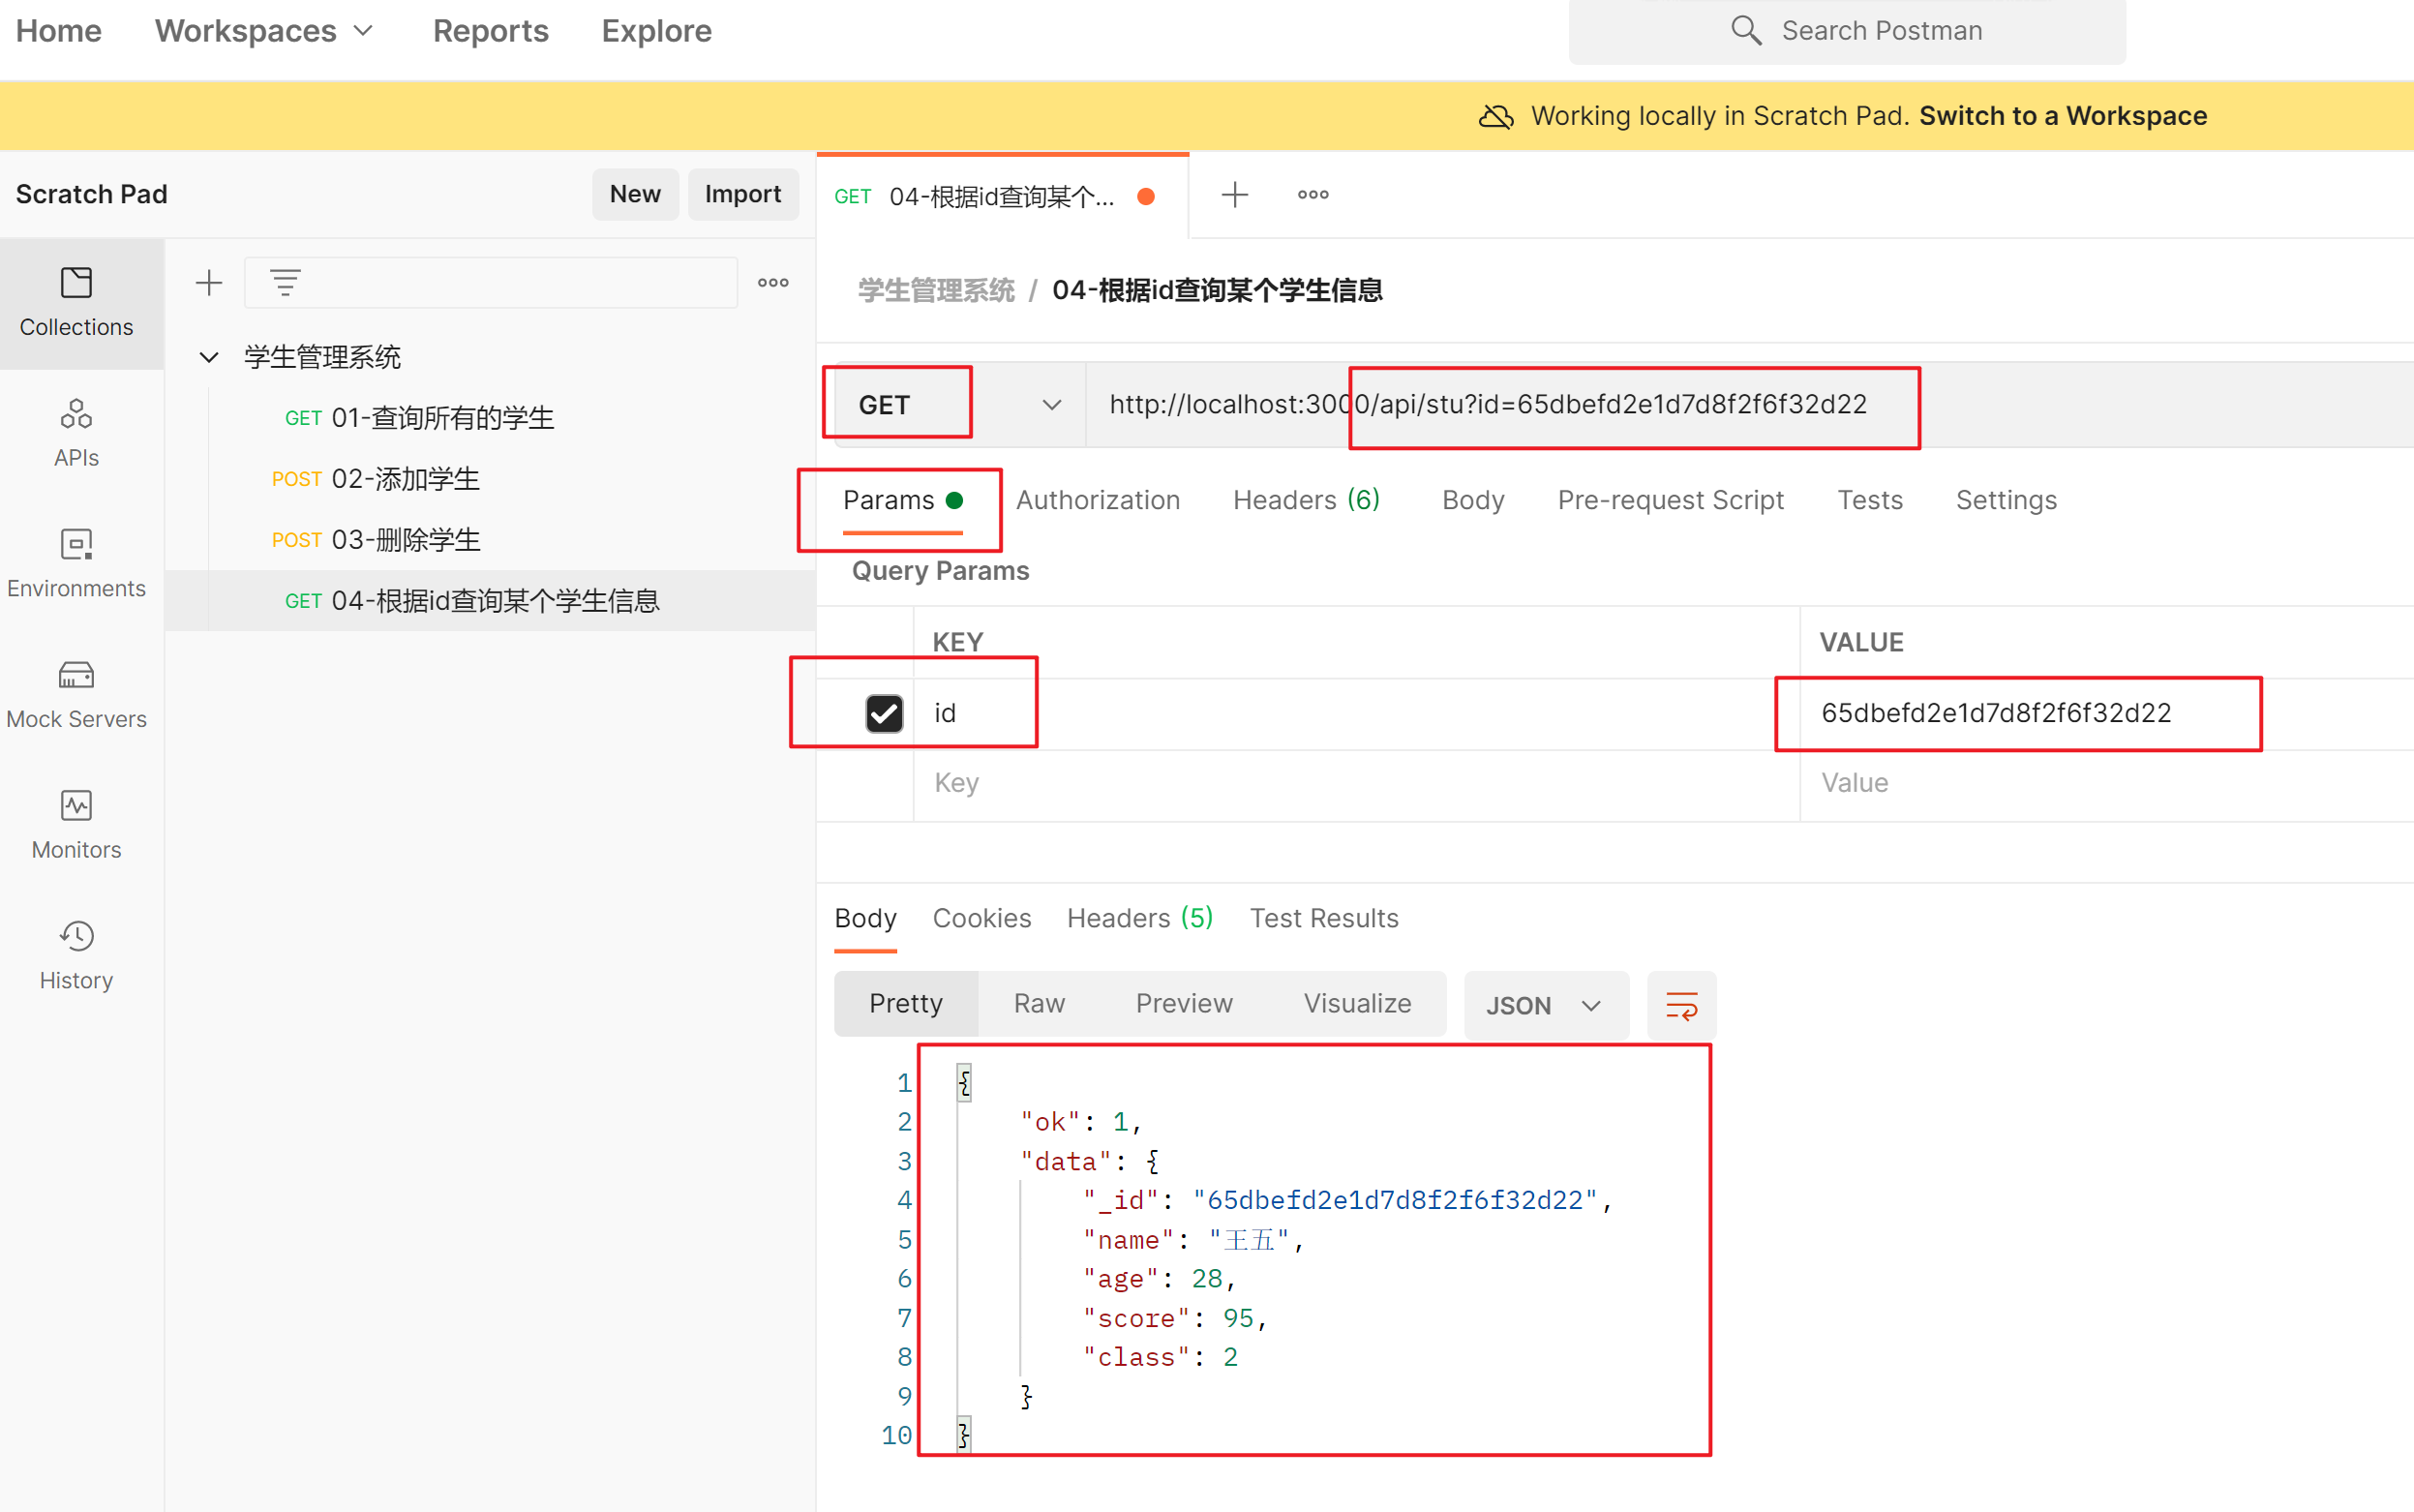 Home Workspaces Reports Explore Search Postman
Working locally in Scratch Pad. Switch to a Workspace
Scratch Pad New Import
GET 04-根据id查询某个...
Collections
APIs
Environments
Mock Servers
Monitors
History
学生管理系统
GET 01-查询所有的学生
POST 02-添加学生
POST 03-删除学生
GET 04-根据id查询某个学生信息
学生管理系统 / 04-根据id查询某个学生信息
GET http://localhost:3000/api/stu?id=65dbefd2e1d7d8f2f6f32d22
Params Authorization Headers (6) Body Pre-request Script Tests Settings
Query Params
KEY VALUE
id 65dbefd2e1d7d8f2f6f32d22
Key Value
Body Cookies Headers (5) Test Results
Pretty Raw Preview Visualize JSON
1 {
2 "ok": 1,
3 "data": {
4 "_id": "65dbefd2e1d7d8f2f6f32d22",
5 "name": "王五",
6 "age": 28,
7 "score": 95,
8 "class": 2
9 }
10 }